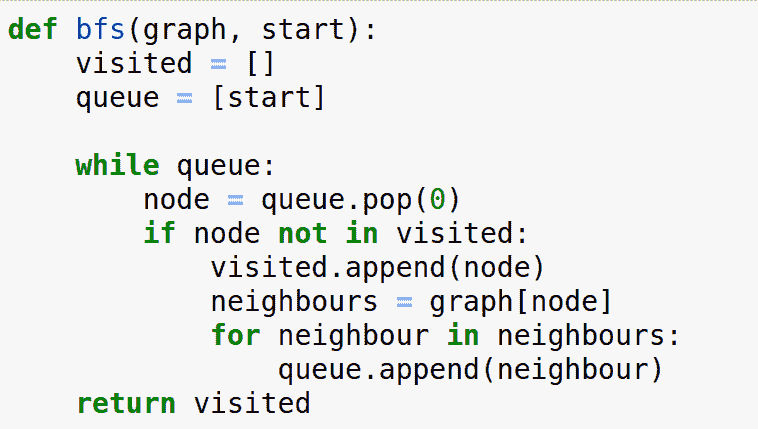 def bfs(graph, start):
    visited = []
    queue = [start]

    while queue:
        node = queue.pop(0)
        if node not in visited:
            visited.append(node)
            neighbours = graph[node]
            for neighbour in neighbours:
                queue.append(neighbour)
    return visited